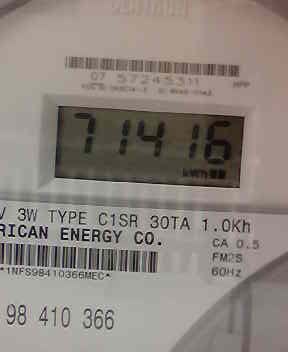 CENTRON
07 57245311
71416
kWh
V 3W TYPE C1SR 30TA 1.0Kh
RICAN ENERGY CO.
CA 0.5
FM2S
60Hz
*1NFS98410366MEC*
98 410 366